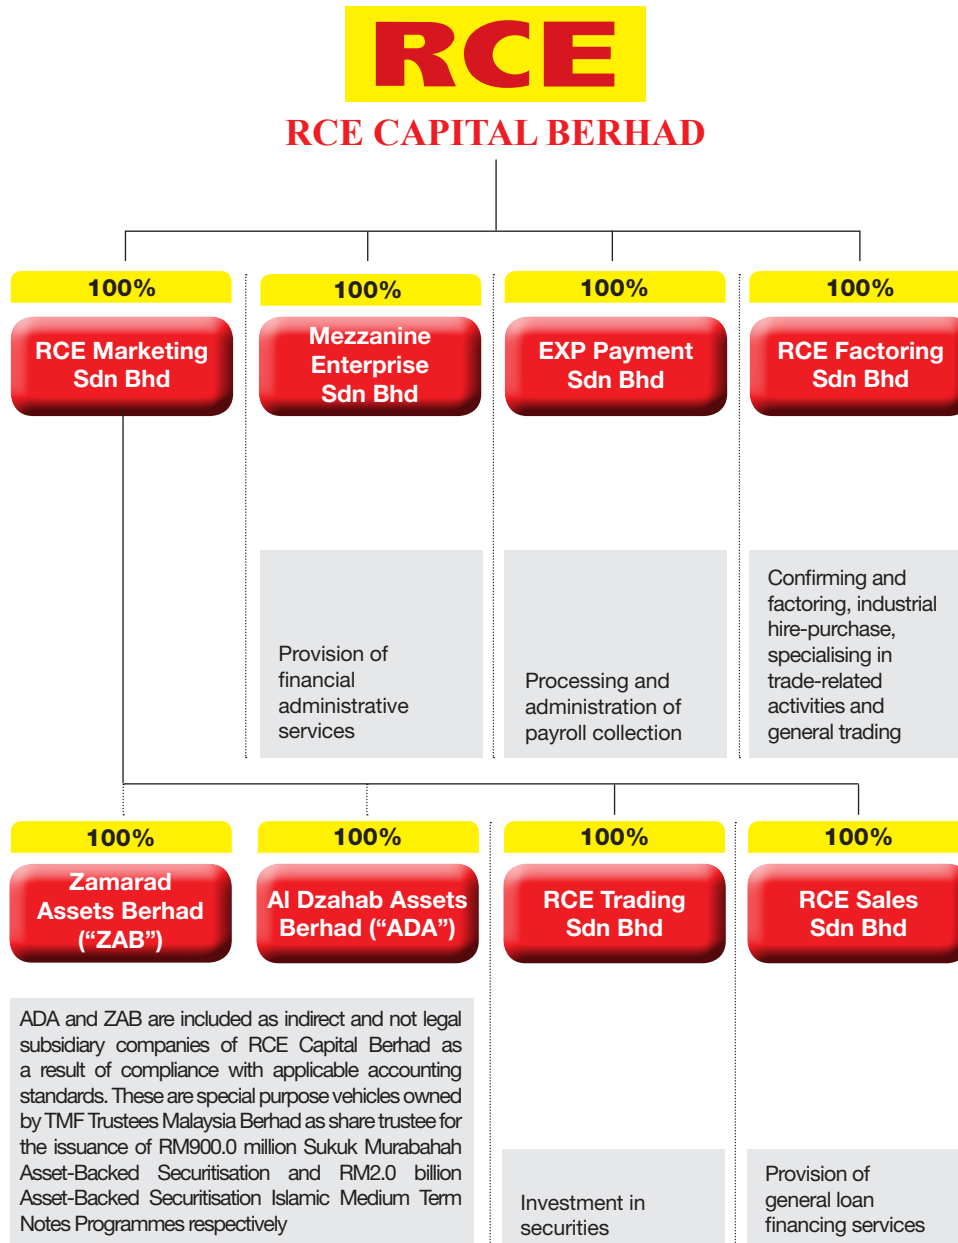 RCE
RCE CAPITAL BERHAD
100%
100%
100%
100%
RCE Marketing
Sdn Bhd
Mezzanine
Enterprise
Sdn Bhd
EXP Payment
Sdn Bhd
RCE Factoring
Sdn Bhd
Provision of
financial
administrative
services
Processing and
administration of
payroll collection
Confirming and
factoring, industrial
hire-purchase,
specialising in
trade-related
activities and
general trading
100%
100%
100%
100%
Zamarad
Assets Berhad
(“ZAB”)
Al Dzahab Assets
Berhad (“ADA”)
RCE Trading
Sdn Bhd
RCE Sales
Sdn Bhd
ADA and ZAB are included as indirect and not legal
subsidiary companies of RCE Capital Berhad as
a result of compliance with applicable accounting
standards. These are special purpose vehicles owned
by TMF Trustees Malaysia Berhad as share trustee for
the issuance of RM900.0 million Sukuk Murabahah
Asset-Backed Securitisation and RM2.0 billion
Asset-Backed Securitisation Islamic Medium Term
Notes Programmes respectively
Investment in
securities
Provision of
general loan
financing services